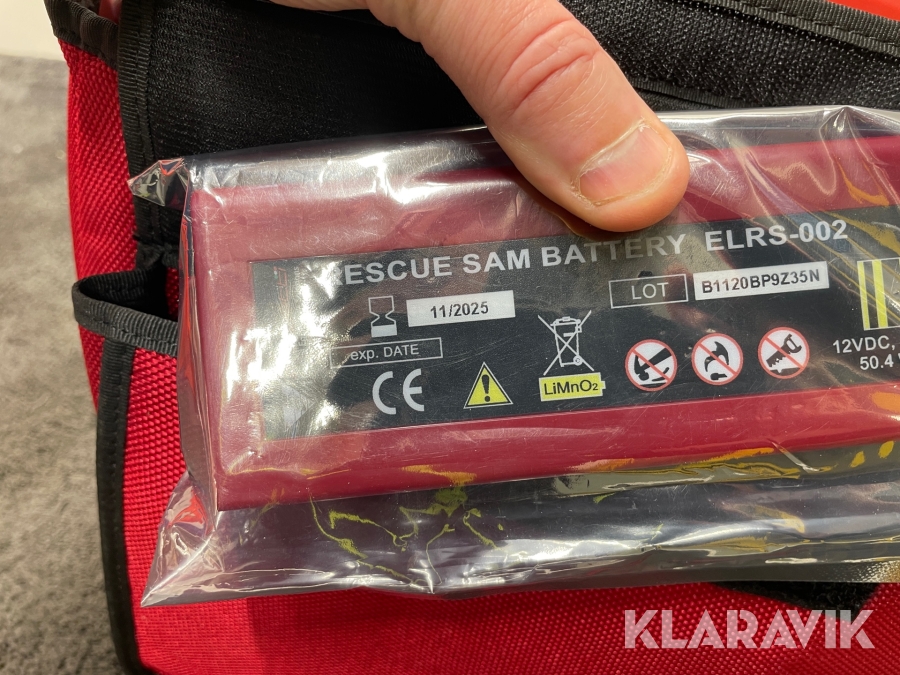 RESCUE SAM BATTERY ELRS-002
11/2025
LOT
B1120BP9Z35N
exp. DATE
CE
LiMnO2
12VDC,
50.4
KLARAVIK